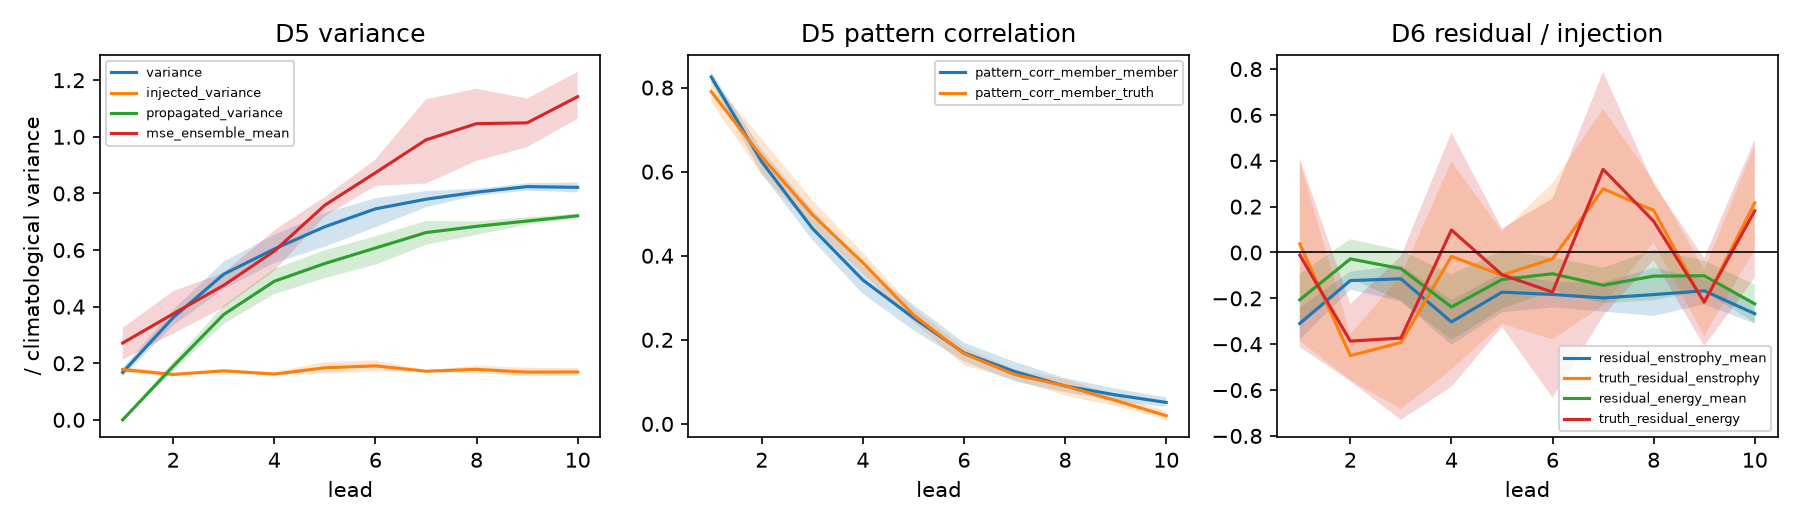 D5 variance
/ climatological variance
1.2
1.0
0.8
0.6
0.4
0.2
0.0
variance
injected_variance
propagated_variance
mse_ensemble_mean
2 4 6 8 10
lead
D5 pattern correlation
0.8
0.6
0.4
0.2
0.0
pattern_corr_member_member
pattern_corr_member_truth
2 4 6 8 10
lead
D6 residual / injection
0.8
0.6
0.4
0.2
0.0
−0.2
−0.4
−0.6
−0.8
residual_enstrophy_mean
truth_residual_enstrophy
residual_energy_mean
truth_residual_energy
2 4 6 8 10
lead